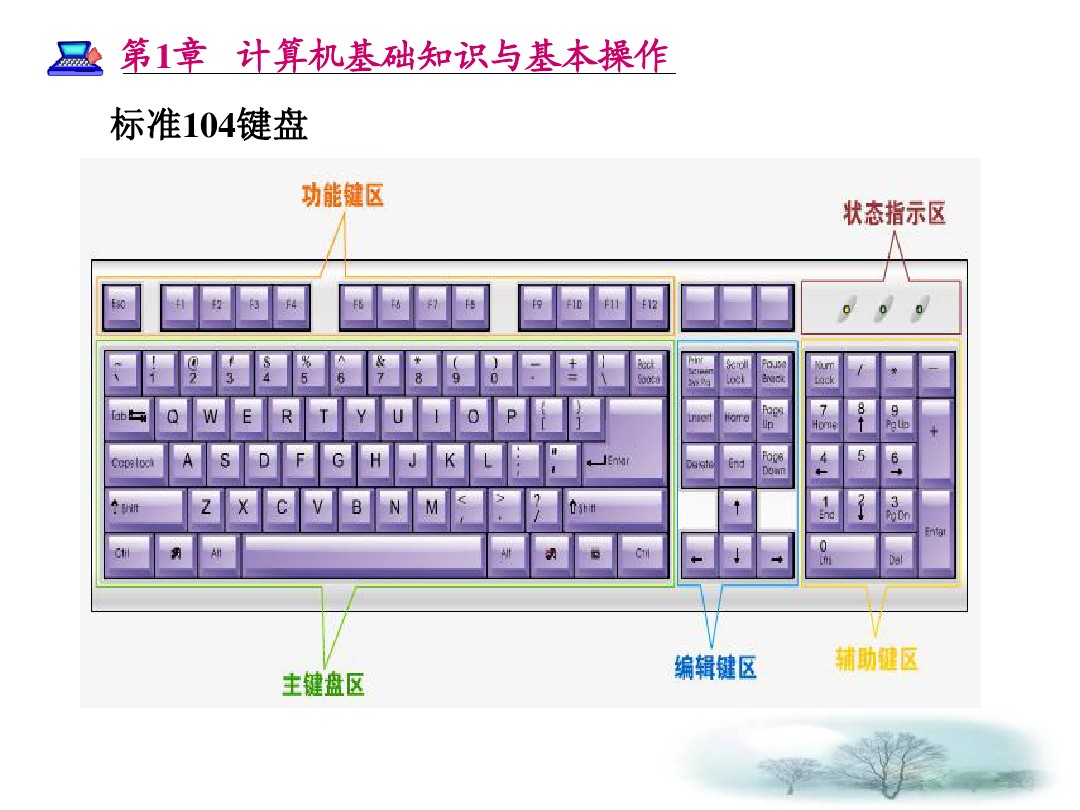 第1章 计算机基础知识与基本操作
标准104键盘
功能键区
状态指示区
Esc F1 F2 F3 F4 F5 F6 F7 F8 F9 F10 F11 F12
~ ! @ # $ % ^ & * ( ) — + | Back
\ 1 2 3 4 5 6 7 8 9 0 - = \ Space
Print Screen Scroll Lock Pause Break
Num Lock / * —
Tab Q W E R T Y U I O P { [ } ]
Insert Home Page Up
7 Home 8 ↑ 9 PgUp +
Caps lock A S D F G H J K L : ; " ' Enter
Delete End Page Down
4 ← 5 6 →
Shift Z X C V B N M < , > . ? / Shift
↑
1 End 2 ↓ 3 PgDn Enter
Ctrl Alt Alt Ctrl
← ↓ →
0 Del
主键盘区
编辑键区
辅助键区